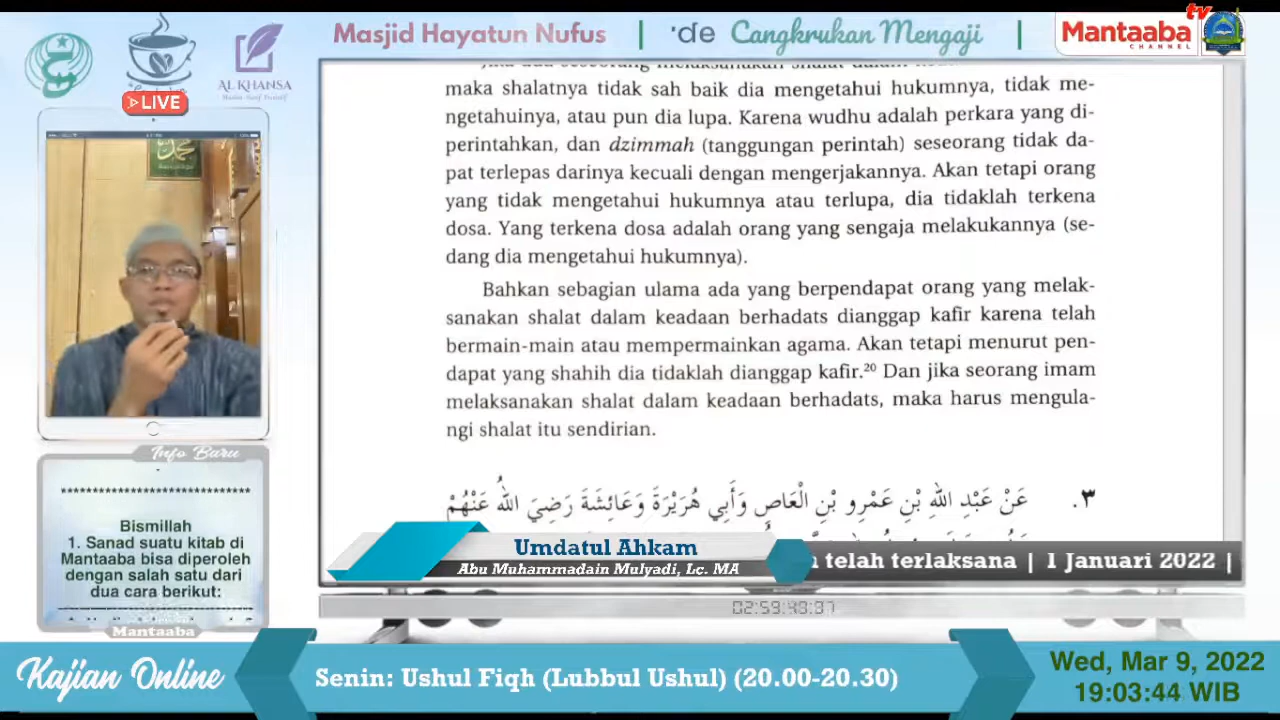 Masjid Hayatun Nufus | 'de Cangkrukan Mengaji |
Mantaaba
CHANNEL
tv
AL KHANSA
LIVE
maka shalatnya tidak sah baik dia mengetahui hukumnya, tidak me-
ngetahuinya, atau pun dia lupa. Karena wudhu adalah perkara yang di-
perintahkan, dan dzimmah (tanggungan perintah) seseorang tidak da-
pat terlepas darinya kecuali dengan mengerjakannya. Akan tetapi orang
yang tidak mengetahui hukumnya atau terlupa, dia tidaklah terkena
dosa. Yang terkena dosa adalah orang yang sengaja melakukannya (se-
dang dia mengetahui hukumnya).
Bahkan sebagian ulama ada yang berpendapat orang yang melak-
sanakan shalat dalam keadaan berhadats dianggap kafir karena telah
bermain-main atau mempermainkan agama. Akan tetapi menurut pen-
dapat yang shahih dia tidaklah dianggap kafir.²⁰ Dan jika seorang imam
melaksanakan shalat dalam keadaan berhadats, maka harus mengula-
ngi shalat itu sendirian.
٣. عَنْ عَبْدِ اللهِ بْنِ عَمْرِو بْنِ الْعَاصِ وَأَبِي هُرَيْرَةَ وَعَائِشَةَ رَضِيَ اللهُ عَنْهُمْ
Info Baru
******************************
Bismillah
1. Sanad suatu kitab di
Mantaaba bisa diperoleh
dengan salah satu dari
dua cara berikut:
Mantaaba
Umdatul Ahkam
Abu Muhammadain Mulyadi, Lc. MA
telah terlaksana | 1 Januari 2022 |
Kajian Online
Senin: Ushul Fiqh (Lubbul Ushul) (20.00-20.30)
Wed, Mar 9, 2022
19:03:44 WIB